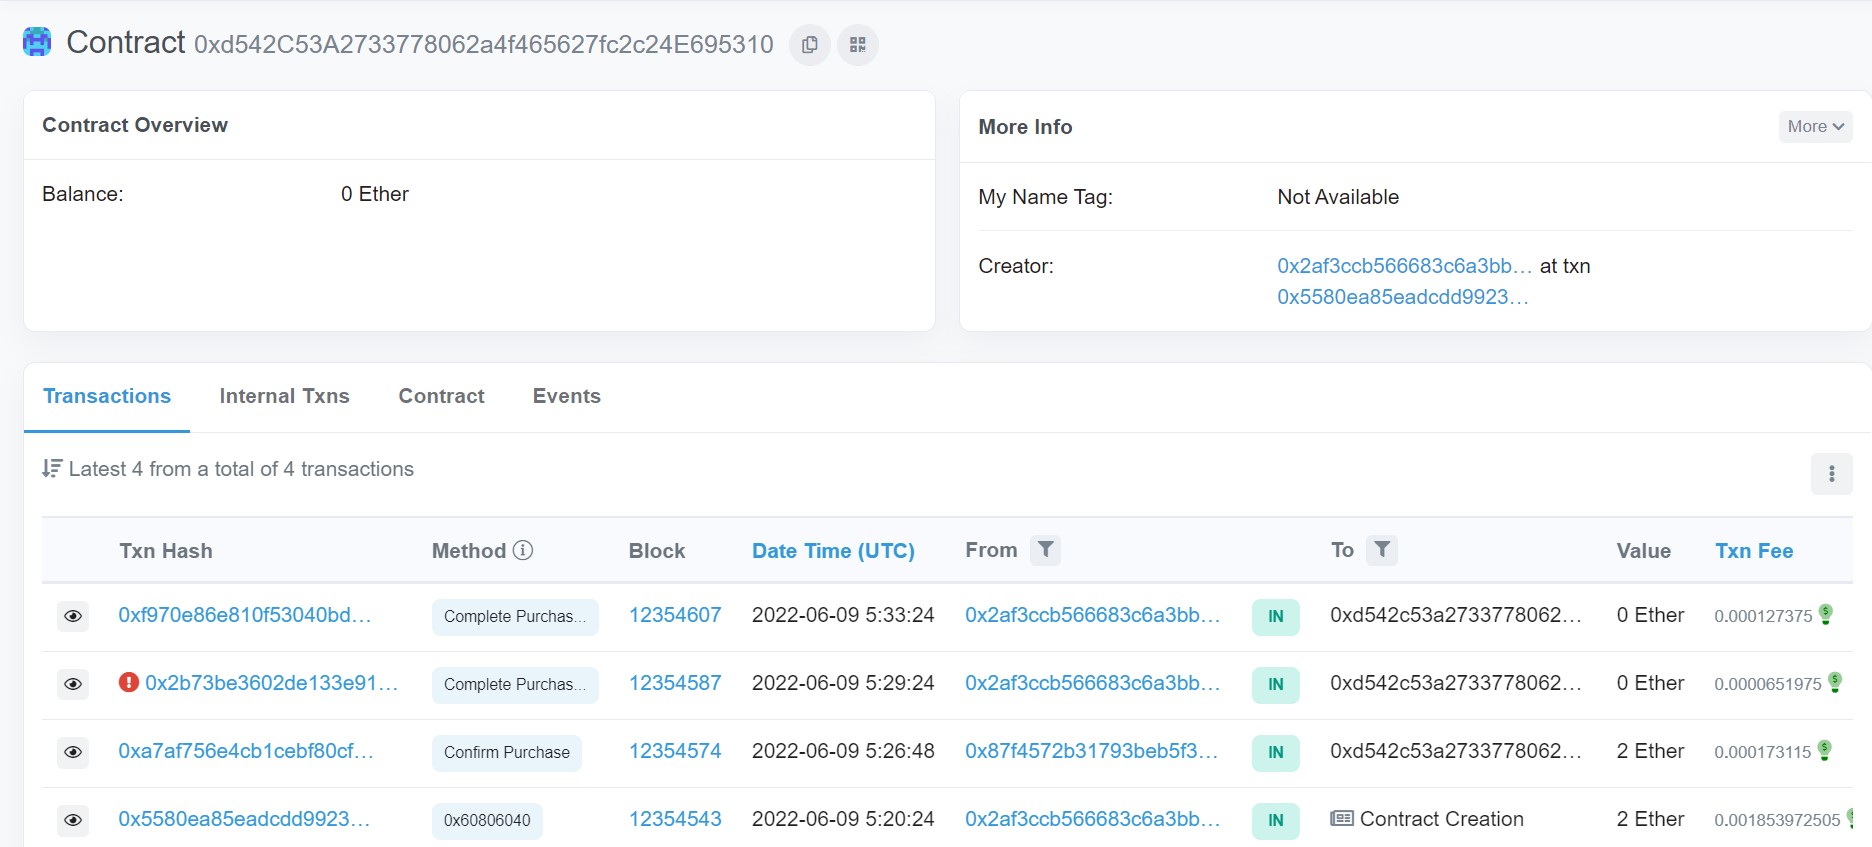 Contract 0xd542C53A2733778062a4f465627fc2c24E695310
Contract Overview
Balance: 0 Ether
More Info
More
My Name Tag: Not Available
Creator: 0x2af3ccb566683c6a3bb... at txn
0x5580ea85eadcdd9923...
Transactions Internal Txns Contract Events
Latest 4 from a total of 4 transactions
Txn Hash Method Block Date Time (UTC) From To Value Txn Fee
0xf970e86e810f53040bd... Complete Purchas... 12354607 2022-06-09 5:33:24 0x2af3ccb566683c6a3bb... IN 0xd542c53a2733778062... 0 Ether 0.000127375
0x2b73be3602de133e91... Complete Purchas... 12354587 2022-06-09 5:29:24 0x2af3ccb566683c6a3bb... IN 0xd542c53a2733778062... 0 Ether 0.0000651975
0xa7af756e4cb1cebf80cf... Confirm Purchase 12354574 2022-06-09 5:26:48 0x87f4572b31793beb5f3... IN 0xd542c53a2733778062... 2 Ether 0.000173115
0x5580ea85eadcdd9923... 0x60806040 12354543 2022-06-09 5:20:24 0x2af3ccb566683c6a3bb... IN Contract Creation 2 Ether 0.001853972505